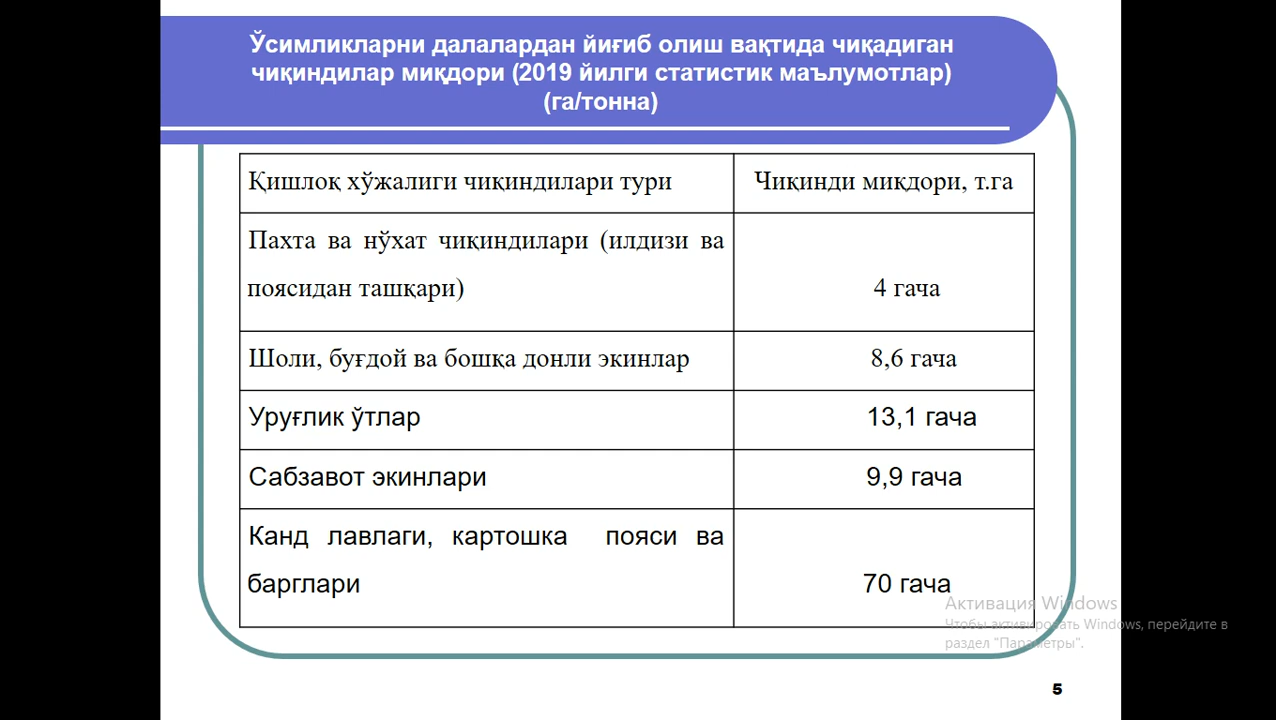 Ўсимликларни далалардан йиғиб олиш вақтида чиқадиган
чиқиндилар миқдори (2019 йилги статистик маълумотлар)
(га/тонна)
Қишлоқ хўжалиги чиқиндилари тури
Чиқинди миқдори, т.га
Пахта ва нўхат чиқиндилари (илдизи ва
поясидан ташқари)
4 гача
Шоли, буғдой ва бошқа донли экинлар
8,6 гача
Уруғлик ўтлар
13,1 гача
Сабзавот экинлари
9,9 гача
Канд лавлаги, картошка пояси ва
барглари
70 гача
Активация Windows
Чтобы активировать Windows, перейдите в
раздел "Параметры".
5